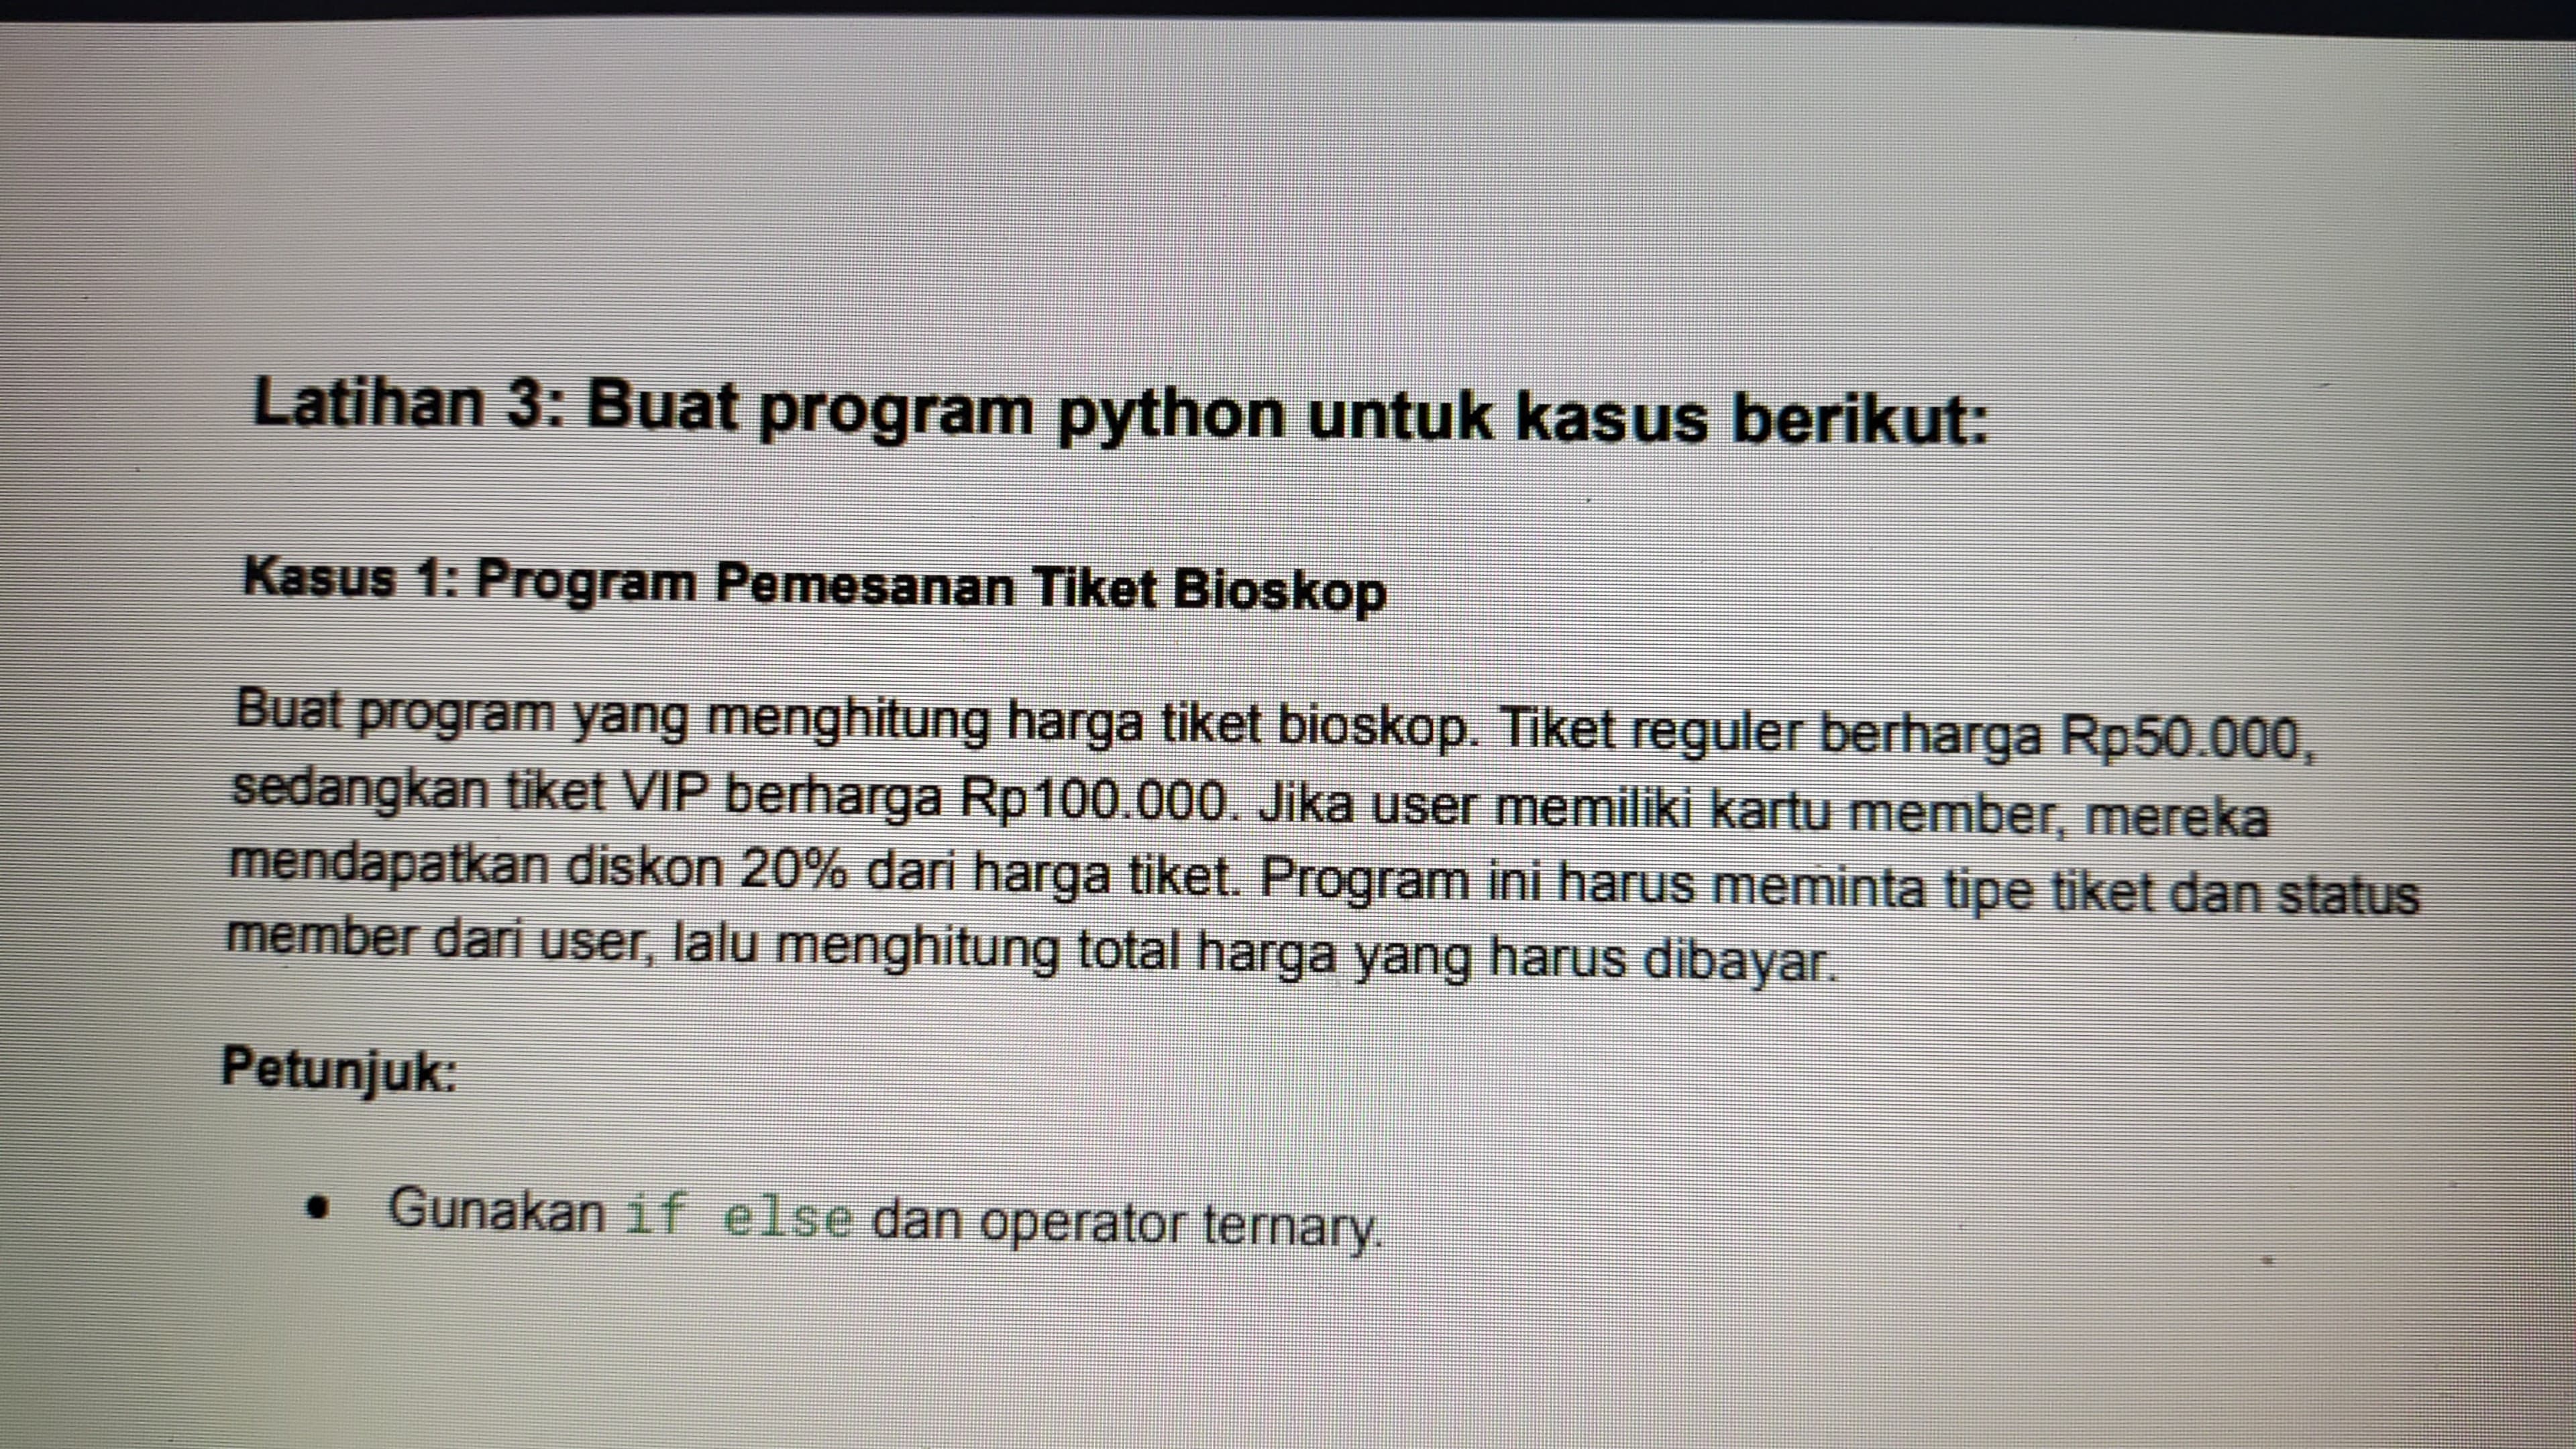 Latihan 3: Buat program python untuk kasus berikut:
Kasus 1: Program Pemesanan Tiket Bioskop
Buat program yang menghitung harga tiket bioskop. Tiket reguler berharga Rp50.000,
sedangkan tiket VIP berharga Rp100.000. Jika user memiliki kartu member, mereka
mendapatkan diskon 20% dari harga tiket. Program ini harus meminta tipe tiket dan status
member dari user, lalu menghitung total harga yang harus dibayar.
Petunjuk:
• Gunakan if else dan operator ternary.